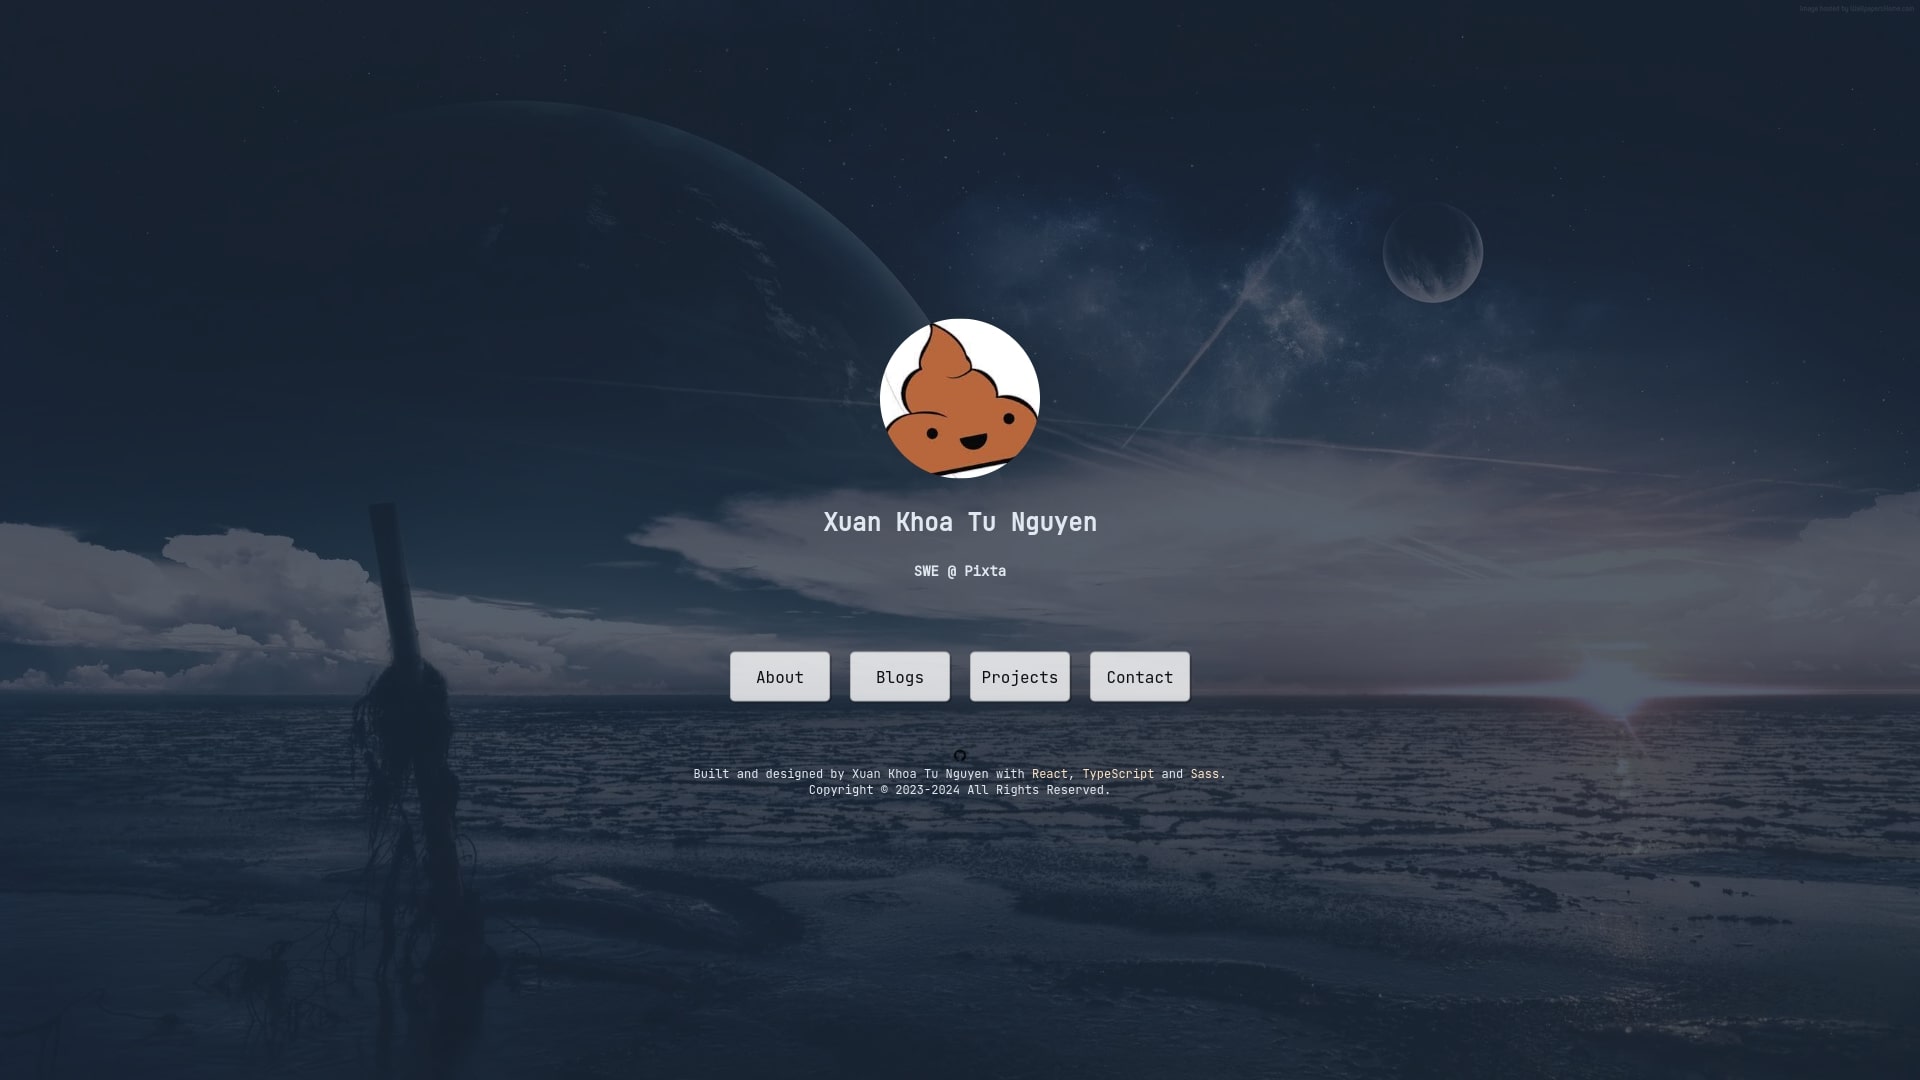 Image hosted by WallpapersHome.com
Xuan Khoa Tu Nguyen
SWE @ Pixta
About
Blogs
Projects
Contact
Built and designed by Xuan Khoa Tu Nguyen with React, TypeScript and Sass.
Copyright © 2023-2024 All Rights Reserved.